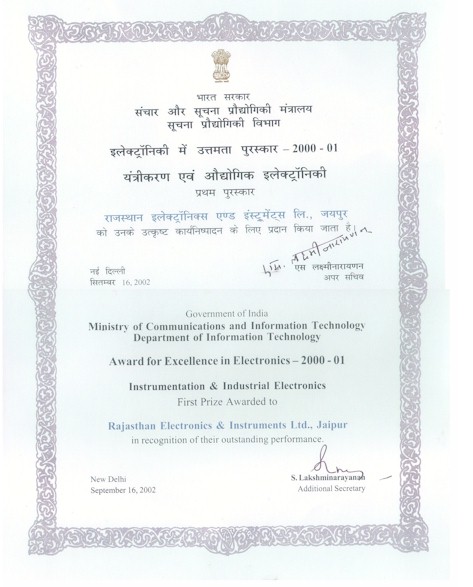 भारत सरकार
संचार और सूचना प्रौद्योगिकी मंत्रालय
सूचना प्रौद्योगिकी विभाग
इलेक्ट्रॉनिकी में उत्तमता पुरस्कार – 2000 - 01
यंत्रीकरण एवं औद्योगिक इलेक्ट्रॉनिकी
प्रथम पुरस्कार
राजस्थान इलेक्ट्रॉनिक्स एण्ड इंस्ट्रूमेंट्स लि., जयपुर
को उनके उत्कृष्ट कार्यनिष्पादन के लिए प्रदान किया जाता है।
एस लक्ष्मीनारायणन
नई दिल्ली
सितम्बर 16, 2002
एस लक्ष्मीनारायणन
अपर सचिव
Government of India
Ministry of Communications and Information Technology
Department of Information Technology
Award for Excellence in Electronics – 2000 - 01
Instrumentation & Industrial Electronics
First Prize Awarded to
Rajasthan Electronics & Instruments Ltd., Jaipur
in recognition of their outstanding performance.
New Delhi
September 16, 2002
S. Lakshminarayanan
Additional Secretary